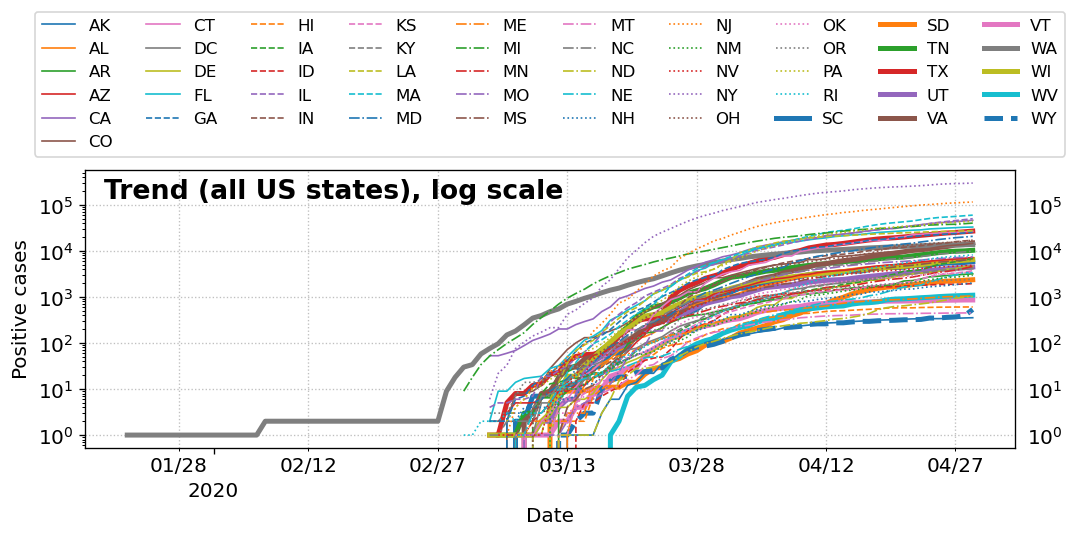 AK CT HI KS ME MT NJ OK SD VT
AL DC IA KY MI NC NM OR TN WA
AR DE ID LA MN ND NV PA TX WI
AZ FL IL MA MO NE NY RI UT WV
CA GA IN MD MS NH OH SC VA WY
CO
Trend (all US states), log scale
10⁵ 10⁵
10⁴ 10⁴
10³ 10³
10² 10²
10¹ 10¹
10⁰ 10⁰
Positive cases
01/28 02/12 02/27 03/13 03/28 04/12 04/27
2020
Date